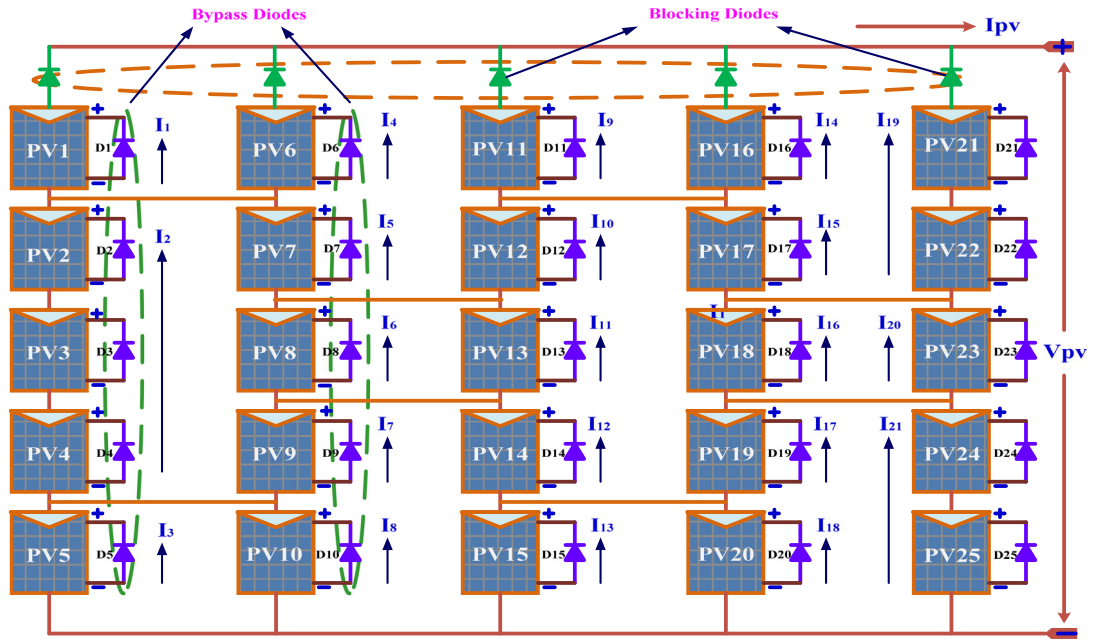 Bypass Diodes
Blocking Diodes
Ipv
+
+ + + + +
PV1 D1 I1 PV6 D6 I4 PV11 D11 I9 PV16 D16 I14 I19 PV21 D21
+ + + + +
PV2 D2 I2 PV7 D7 I5 PV12 D12 I10 PV17 D17 I15 PV22 D22
I1
+ + + + +
PV3 D3 PV8 D8 I6 PV13 D13 I11 PV18 D18 I16 I20 PV23 D23 Vpv
+ + + + +
PV4 D4 PV9 D9 I7 PV14 D14 I12 PV19 D19 I17 I21 PV24 D24
+ + + + +
PV5 D5 I3 PV10 D10 I8 PV15 D15 I13 PV20 D20 I18 PV25 D25